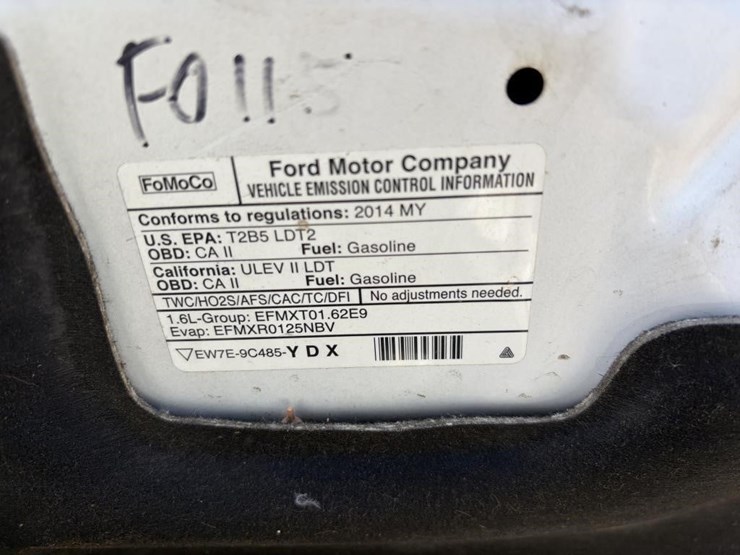 F0115
FoMoCo
Ford Motor Company
VEHICLE EMISSION CONTROL INFORMATION
Conforms to regulations: 2014 MY
U.S. EPA: T2B5 LDT2
OBD: CA II Fuel: Gasoline
California: ULEV II LDT
OBD: CA II Fuel: Gasoline
TWC/HO2S/AFS/CAC/TC/DFI No adjustments needed.
1.6L-Group: EFMXT01.62E9
Evap: EFMXR0125NBV
EW7E-9C485-Y D X